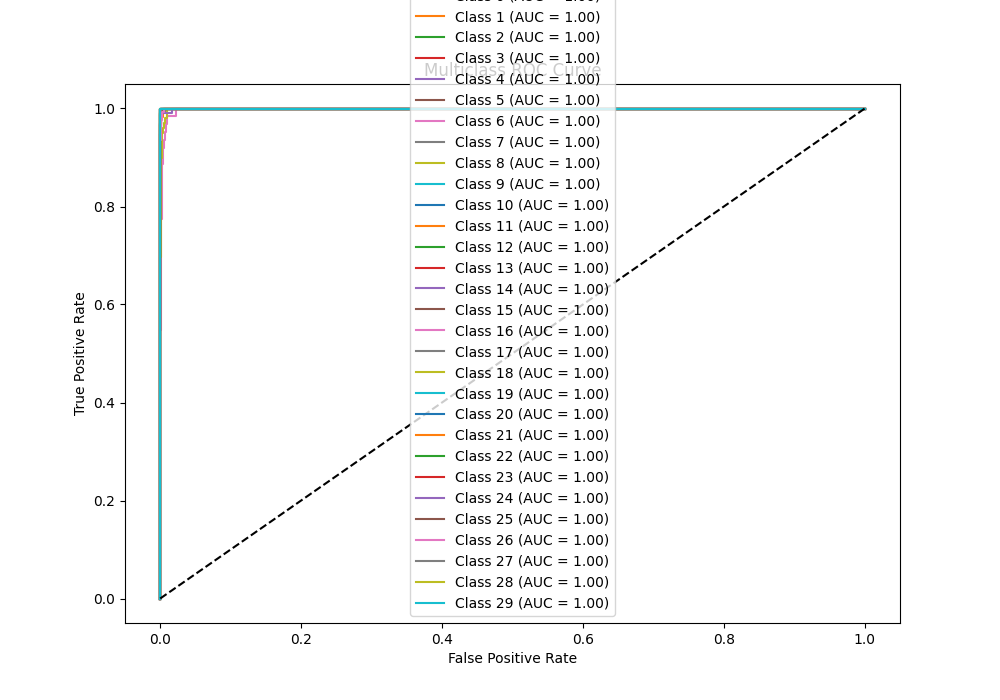 Class 0 (AUC = 1.00)
Class 1 (AUC = 1.00)
Class 2 (AUC = 1.00)
Class 3 (AUC = 1.00)
Multiclass ROC Curve
Class 4 (AUC = 1.00)
Class 5 (AUC = 1.00)
Class 6 (AUC = 1.00)
Class 7 (AUC = 1.00)
Class 8 (AUC = 1.00)
Class 9 (AUC = 1.00)
Class 10 (AUC = 1.00)
Class 11 (AUC = 1.00)
Class 12 (AUC = 1.00)
Class 13 (AUC = 1.00)
Class 14 (AUC = 1.00)
Class 15 (AUC = 1.00)
Class 16 (AUC = 1.00)
Class 17 (AUC = 1.00)
Class 18 (AUC = 1.00)
Class 19 (AUC = 1.00)
Class 20 (AUC = 1.00)
Class 21 (AUC = 1.00)
Class 22 (AUC = 1.00)
Class 23 (AUC = 1.00)
Class 24 (AUC = 1.00)
Class 25 (AUC = 1.00)
Class 26 (AUC = 1.00)
Class 27 (AUC = 1.00)
Class 28 (AUC = 1.00)
Class 29 (AUC = 1.00)
1.0
0.8
0.6
0.4
0.2
0.0
True Positive Rate
0.0 0.2 0.4 0.6 0.8 1.0
False Positive Rate